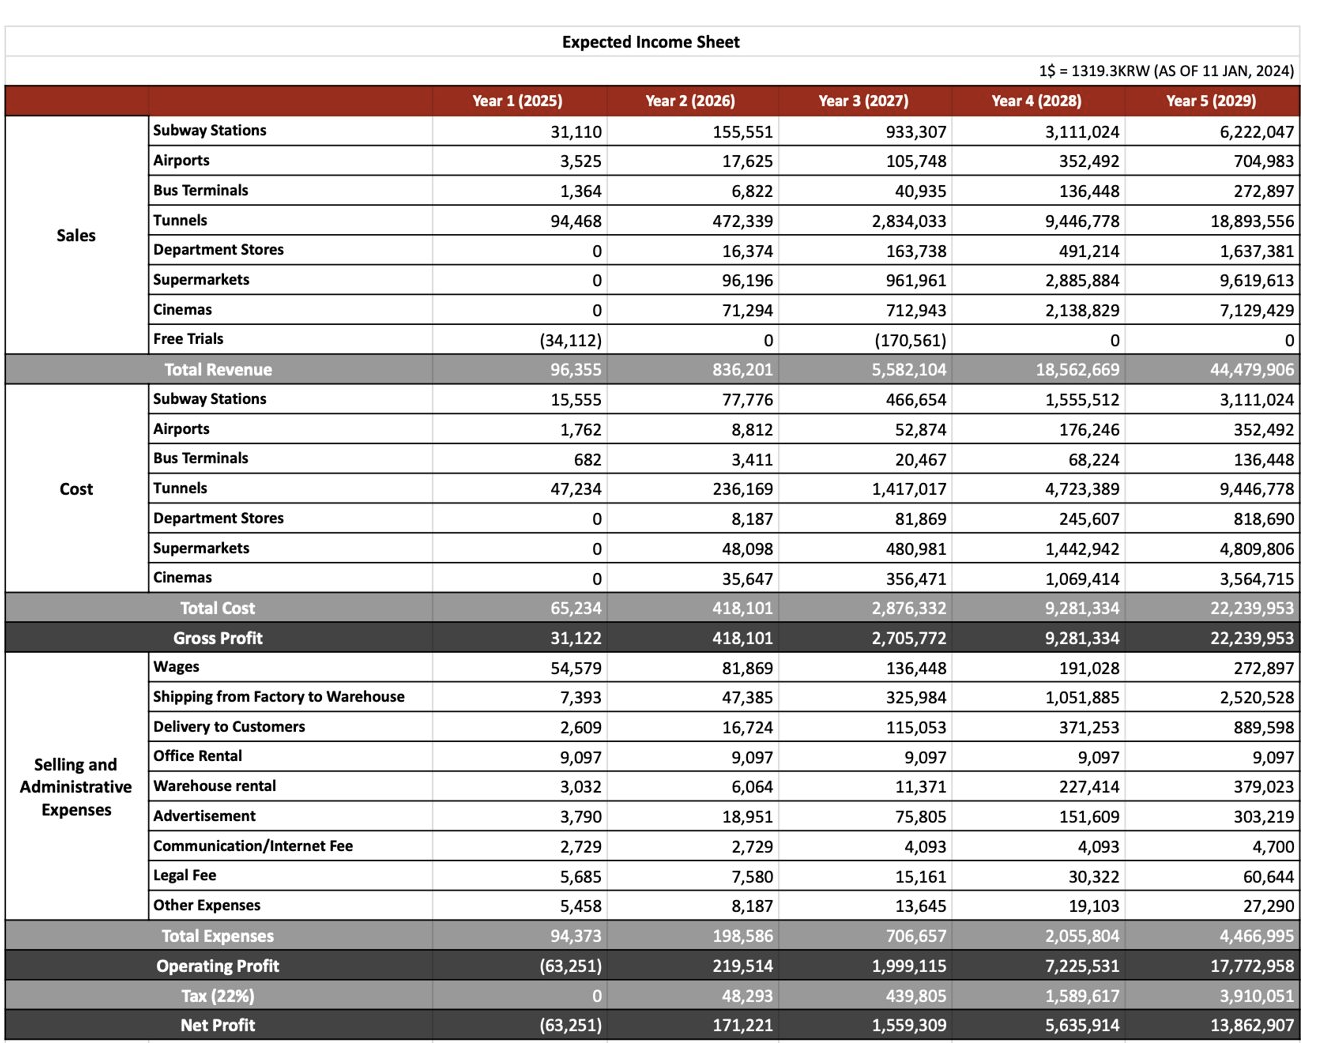 Expected Income Sheet
1$ = 1319.3KRW (AS OF 11 JAN, 2024)
Year 1 (2025) Year 2 (2026) Year 3 (2027) Year 4 (2028) Year 5 (2029)
Sales
Subway Stations 31,110 155,551 933,307 3,111,024 6,222,047
Airports 3,525 17,625 105,748 352,492 704,983
Bus Terminals 1,364 6,822 40,935 136,448 272,897
Tunnels 94,468 472,339 2,834,033 9,446,778 18,893,556
Department Stores 0 16,374 163,738 491,214 1,637,381
Supermarkets 0 96,196 961,961 2,885,884 9,619,613
Cinemas 0 71,294 712,943 2,138,829 7,129,429
Free Trials (34,112) 0 (170,561) 0 0
Total Revenue 96,355 836,201 5,582,104 18,562,669 44,479,906
Cost
Subway Stations 15,555 77,776 466,654 1,555,512 3,111,024
Airports 1,762 8,812 52,874 176,246 352,492
Bus Terminals 682 3,411 20,467 68,224 136,448
Tunnels 47,234 236,169 1,417,017 4,723,389 9,446,778
Department Stores 0 8,187 81,869 245,607 818,690
Supermarkets 0 48,098 480,981 1,442,942 4,809,806
Cinemas 0 35,647 356,471 1,069,414 3,564,715
Total Cost 65,234 418,101 2,876,332 9,281,334 22,239,953
Gross Profit 31,122 418,101 2,705,772 9,281,334 22,239,953
Selling and
Administrative
Expenses
Wages 54,579 81,869 136,448 191,028 272,897
Shipping from Factory to Warehouse 7,393 47,385 325,984 1,051,885 2,520,528
Delivery to Customers 2,609 16,724 115,053 371,253 889,598
Office Rental 9,097 9,097 9,097 9,097 9,097
Warehouse rental 3,032 6,064 11,371 227,414 379,023
Advertisement 3,790 18,951 75,805 151,609 303,219
Communication/Internet Fee 2,729 2,729 4,093 4,093 4,700
Legal Fee 5,685 7,580 15,161 30,322 60,644
Other Expenses 5,458 8,187 13,645 19,103 27,290
Total Expenses 94,373 198,586 706,657 2,055,804 4,466,995
Operating Profit (63,251) 219,514 1,999,115 7,225,531 17,772,958
Tax (22%) 0 48,293 439,805 1,589,617 3,910,051
Net Profit (63,251) 171,221 1,559,309 5,635,914 13,862,907